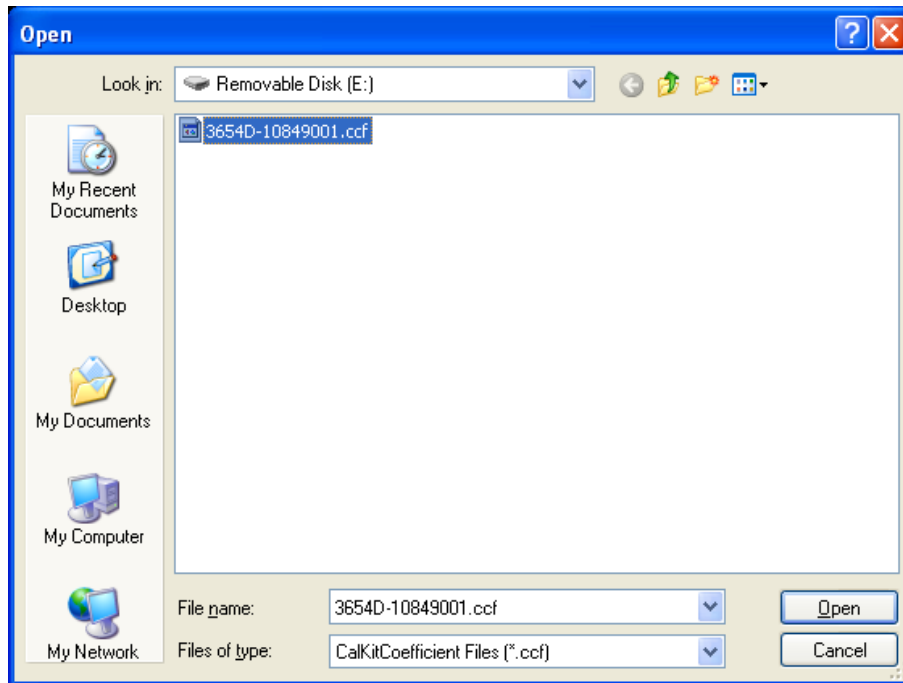 Open
Look in: Removable Disk (E:)
3654D-10849001.ccf
My Recent
Documents
Desktop
My Documents
My Computer
My Network
File name: 3654D-10849001.ccf Open
Files of type: CalKitCoefficient Files (*.ccf) Cancel